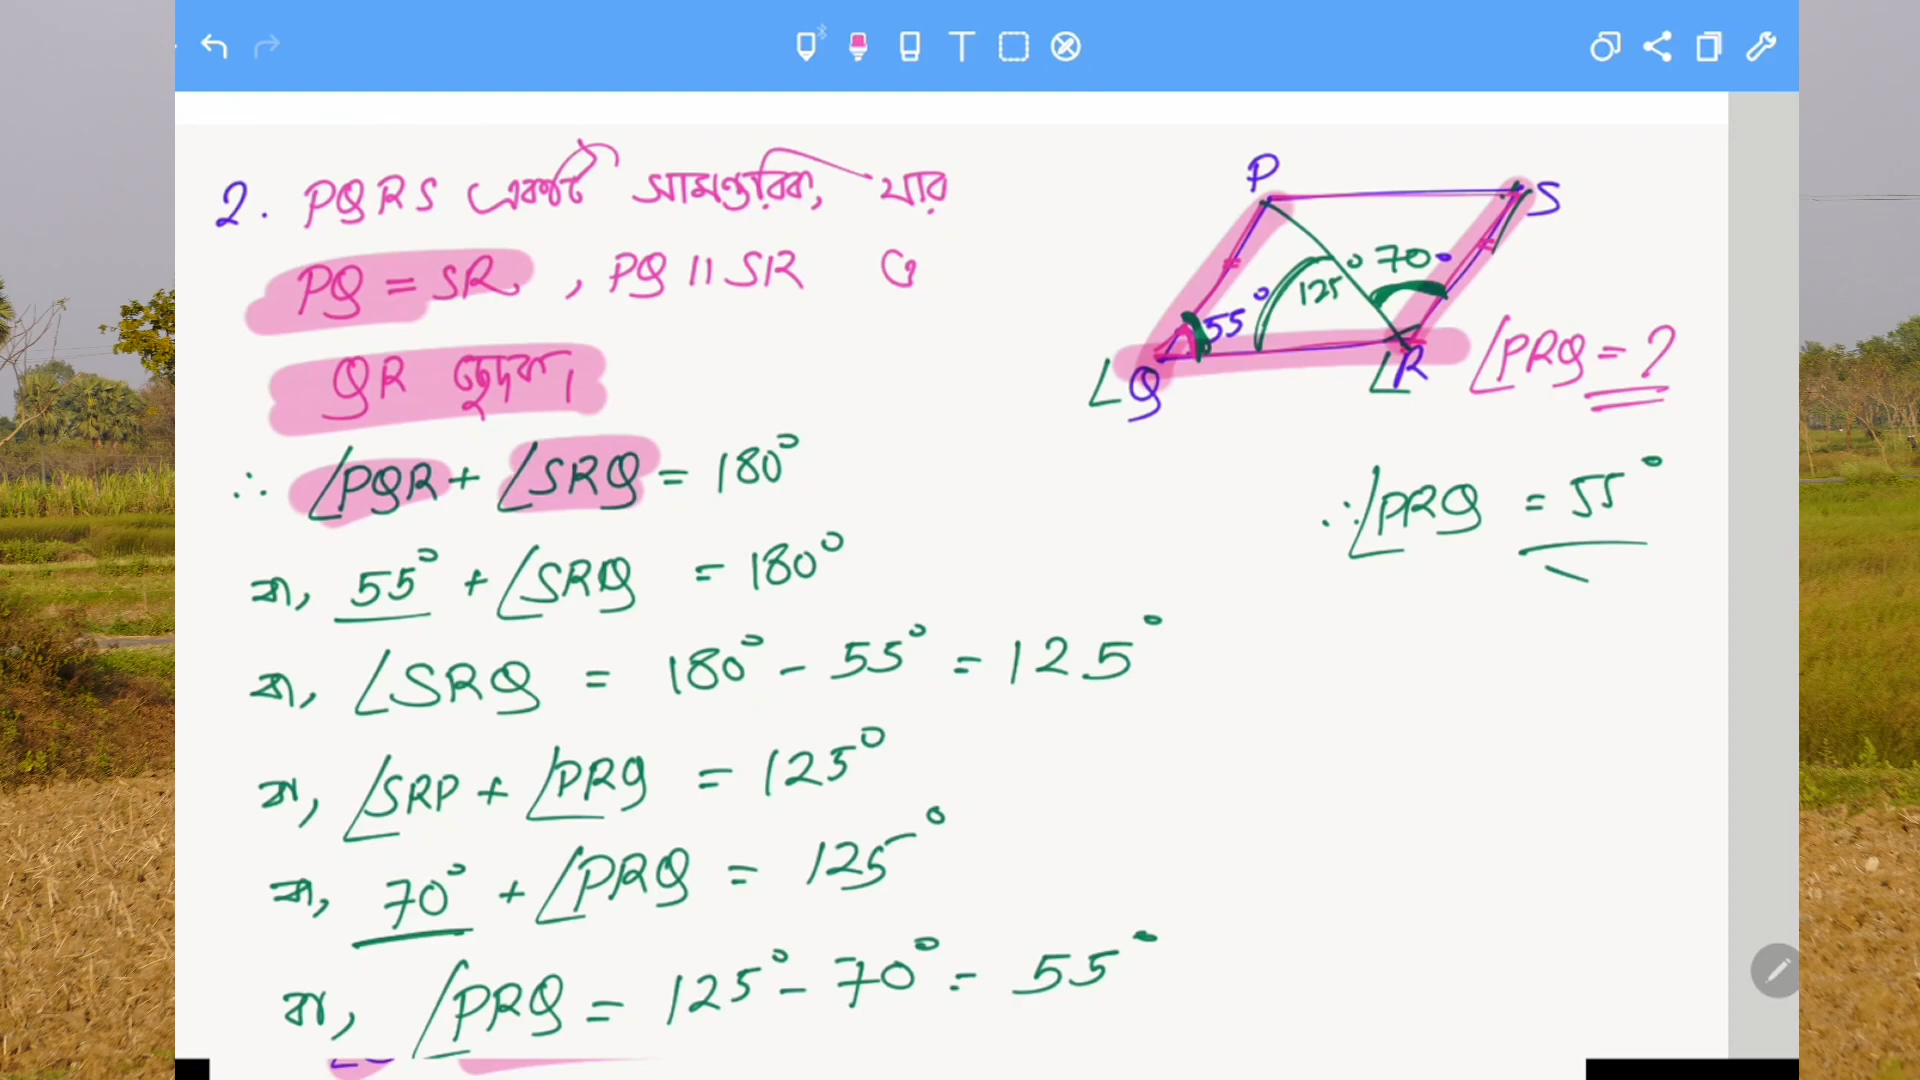 2. PQRS একটি সামান্তরিক, যার
PQ = SR, PQ || SR ও
QR ছেদক।
∴ ∠PQR + ∠SRQ = 180°
বা, 55° + ∠SRQ = 180°
বা, ∠SRQ = 180° - 55° = 125°
বা, ∠SRP + ∠PRQ = 125°
বা, 70° + ∠PRQ = 125°
বা, ∠PRQ = 125° - 70° = 55°
P
S
70°
125°
55°
∠Q
∠R
∠PRQ = ?
∴ ∠PRQ = 55°